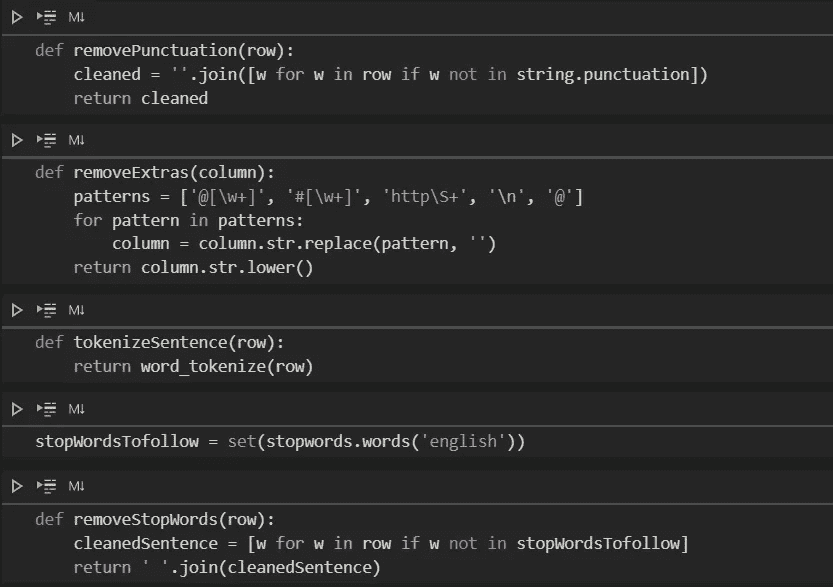 M↓
def removePunctuation(row):
    cleaned = ''.join([w for w in row if w not in string.punctuation])
    return cleaned
M↓
def removeExtras(column):
    patterns = ['@[\w+]', '#[\w+]', 'http\S+', '\n', '@']
    for pattern in patterns:
        column = column.str.replace(pattern, '')
    return column.str.lower()
M↓
def tokenizeSentence(row):
    return word_tokenize(row)
M↓
stopWordsTofollow = set(stopwords.words('english'))
M↓
def removeStopWords(row):
    cleanedSentence = [w for w in row if w not in stopWordsTofollow]
    return ' '.join(cleanedSentence)